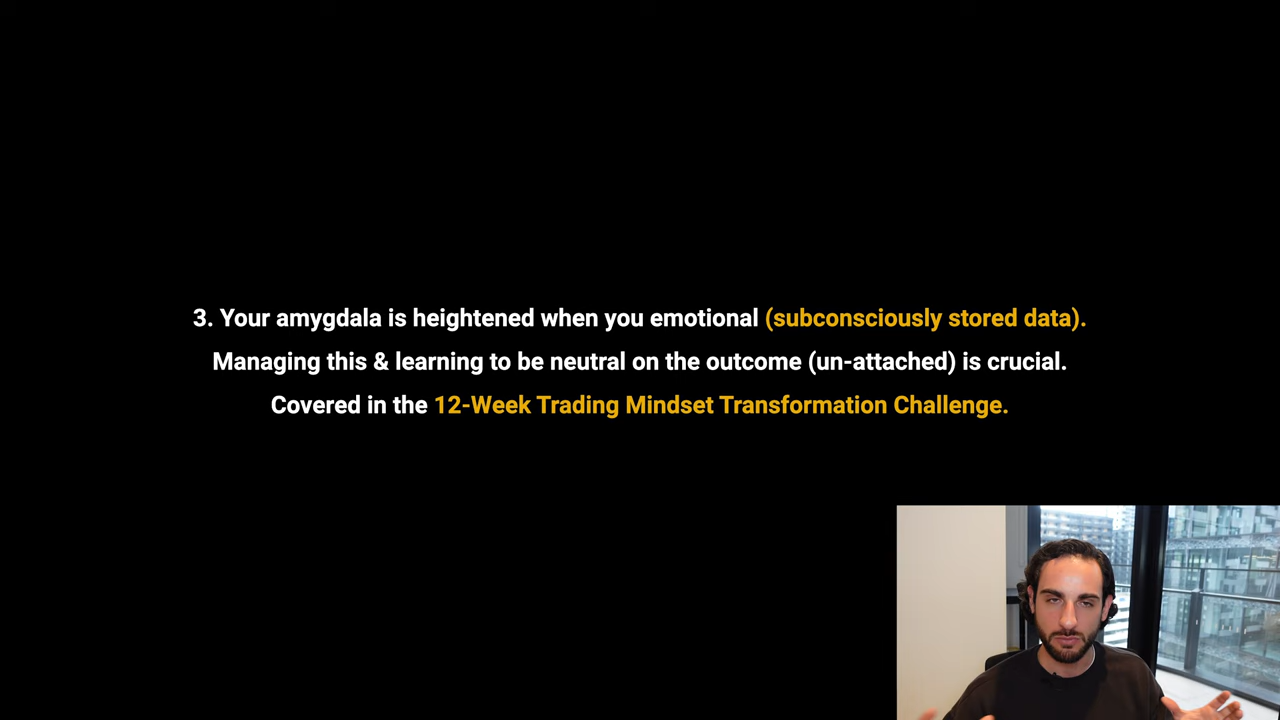 3. Your amygdala is heightened when you emotional (subconsciously stored data).
Managing this & learning to be neutral on the outcome (un-attached) is crucial.
Covered in the 12-Week Trading Mindset Transformation Challenge.